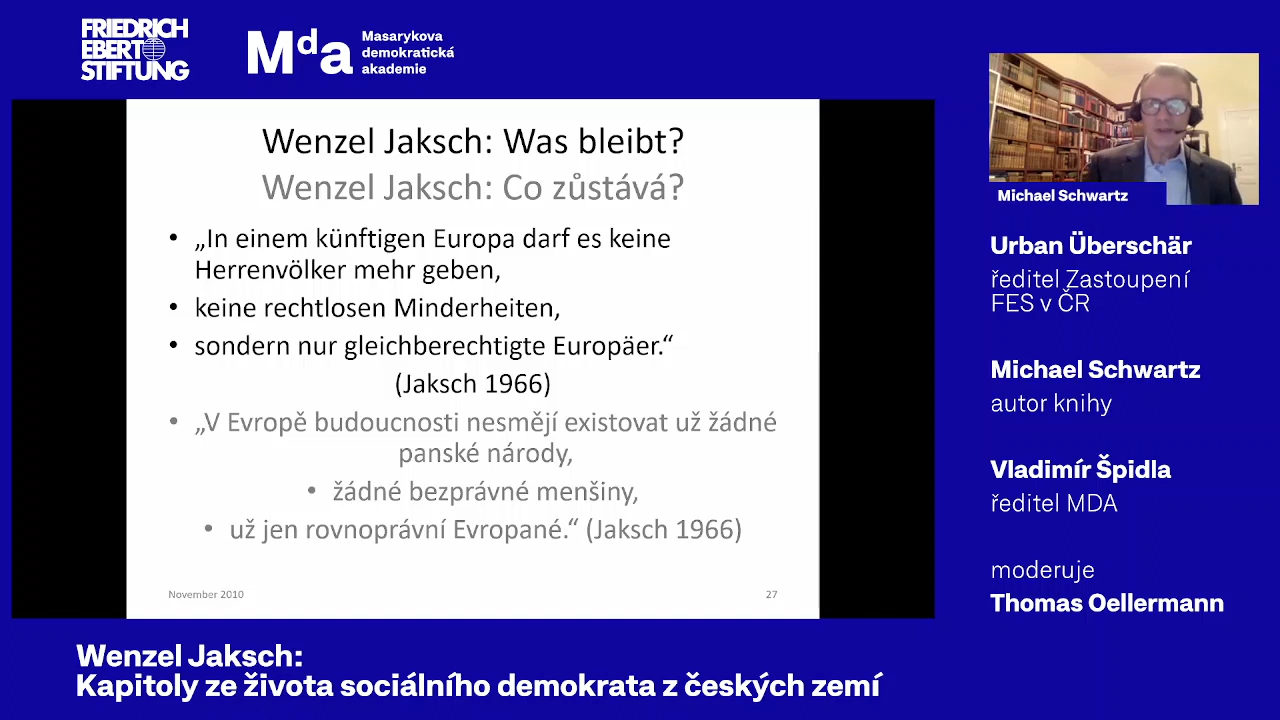 FRIEDRICH
EBERT
STIFTUNG
Mda
Masarykova
demokratická
akademie
Wenzel Jaksch: Was bleibt?
Wenzel Jaksch: Co zůstává?
• „In einem künftigen Europa darf es keine
Herrenvölker mehr geben,
• keine rechtlosen Minderheiten,
• sondern nur gleichberechtigte Europäer.“
(Jaksch 1966)
• „V Evropě budoucnosti nesmějí existovat už žádné
panské národy,
• žádné bezprávné menšiny,
• už jen rovnoprávní Evropané.“ (Jaksch 1966)
November 2010
27
Michael Schwartz
Urban Überschär
ředitel Zastoupení
FES v ČR
Michael Schwartz
autor knihy
Vladimír Špidla
ředitel MDA
moderuje
Thomas Oellermann
Wenzel Jaksch:
Kapitoly ze života sociálního demokrata z českých zemí